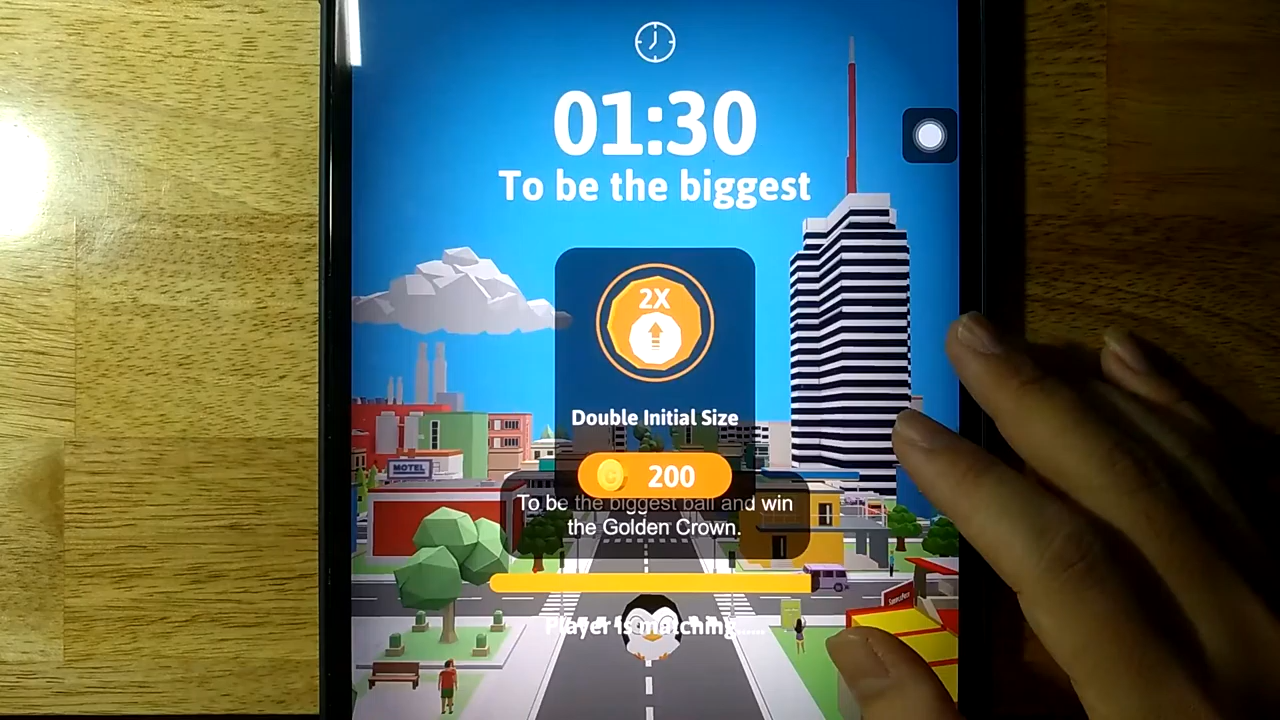 01:30
To be the biggest
2X
Double Initial Size
200
To be the biggest ball and win
the Golden Crown.
MOTEL
Player is matching......